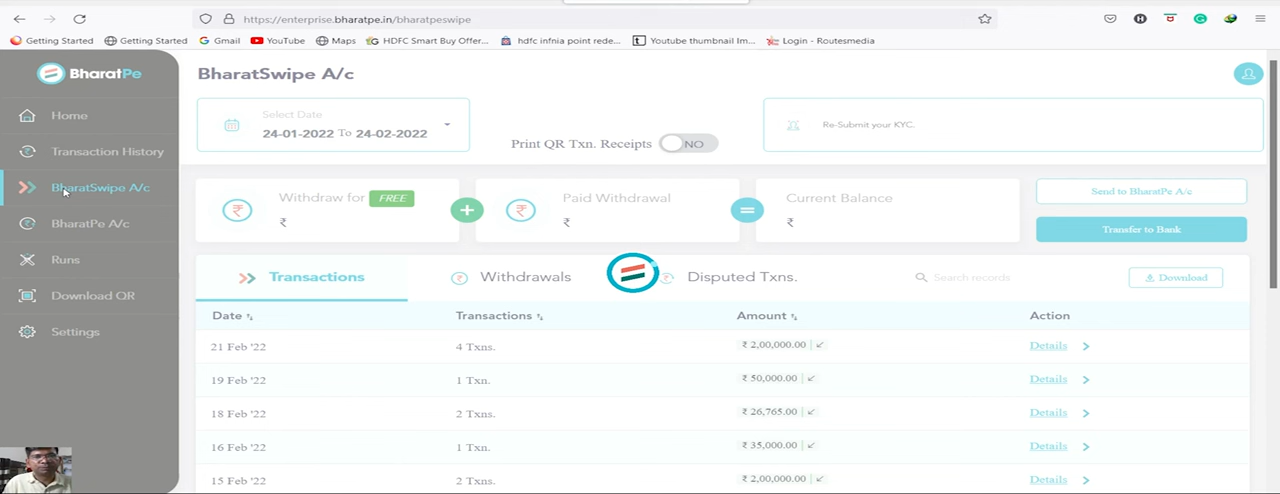 https://enterprise.bharatpe.in/bharatpeswipe
Getting Started Getting Started Gmail YouTube Maps HDFC Smart Buy Offer... hdfc infnia point rede... Youtube thumbnail Im... Login - Routesmedia
BharatPe
Home
Transaction History
BharatSwipe A/c
BharatPe A/c
Runs
Download QR
Settings
BharatSwipe A/c
Select Date
24-01-2022 To 24-02-2022
Print QR Txn. Receipts NO
Re-Submit your KYC.
Withdraw for FREE
₹
+
Paid Withdrawal
₹
=
Current Balance
₹
Send to BharatPe A/c
Transfer to Bank
Transactions Withdrawals Disputed Txns. Search records Download
Date Transactions Amount Action
21 Feb '22 4 Txns. ₹ 2,00,000.00 Details
19 Feb '22 1 Txn. ₹ 50,000.00 Details
18 Feb '22 2 Txns. ₹ 26,765.00 Details
16 Feb '22 1 Txn. ₹ 35,000.00 Details
15 Feb '22 2 Txns. ₹ 2,00,000.00 Details